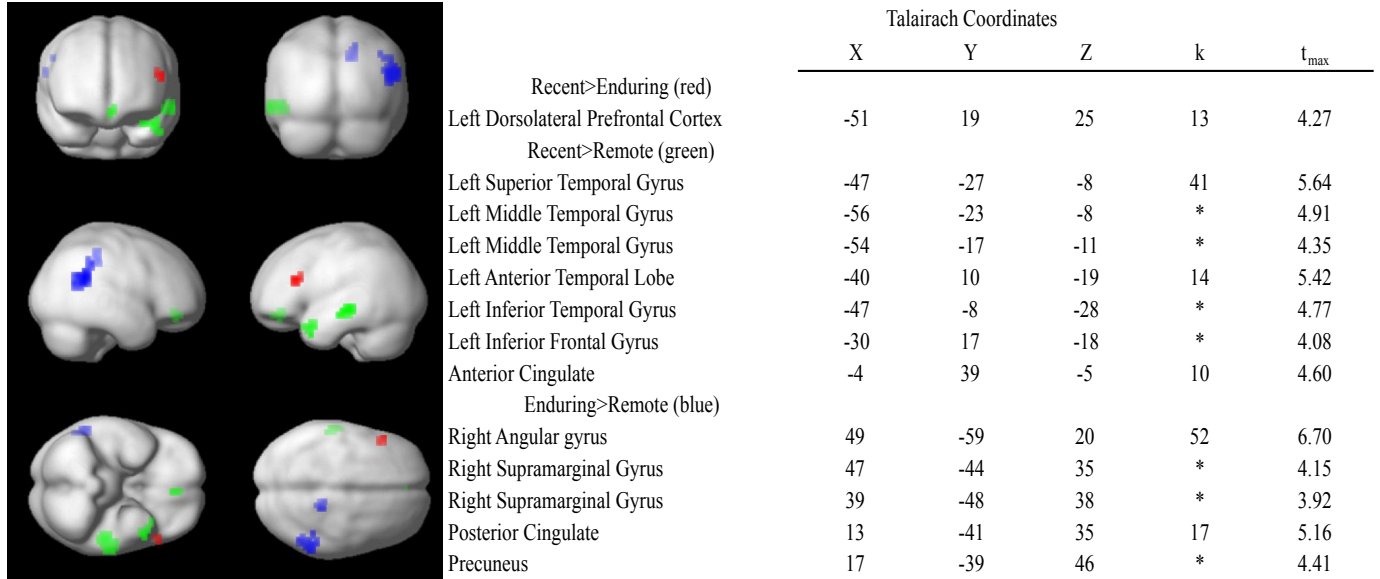 Talairach Coordinates
X Y Z k tmax
Recent>Enduring (red)
Left Dorsolateral Prefrontal Cortex -51 19 25 13 4.27
Recent>Remote (green)
Left Superior Temporal Gyrus -47 -27 -8 41 5.64
Left Middle Temporal Gyrus -56 -23 -8 * 4.91
Left Middle Temporal Gyrus -54 -17 -11 * 4.35
Left Anterior Temporal Lobe -40 10 -19 14 5.42
Left Inferior Temporal Gyrus -47 -8 -28 * 4.77
Left Inferior Frontal Gyrus -30 17 -18 * 4.08
Anterior Cingulate -4 39 -5 10 4.60
Enduring>Remote (blue)
Right Angular gyrus 49 -59 20 52 6.70
Right Supramarginal Gyrus 47 -44 35 * 4.15
Right Supramarginal Gyrus 39 -48 38 * 3.92
Posterior Cingulate 13 -41 35 17 5.16
Precuneus 17 -39 46 * 4.41